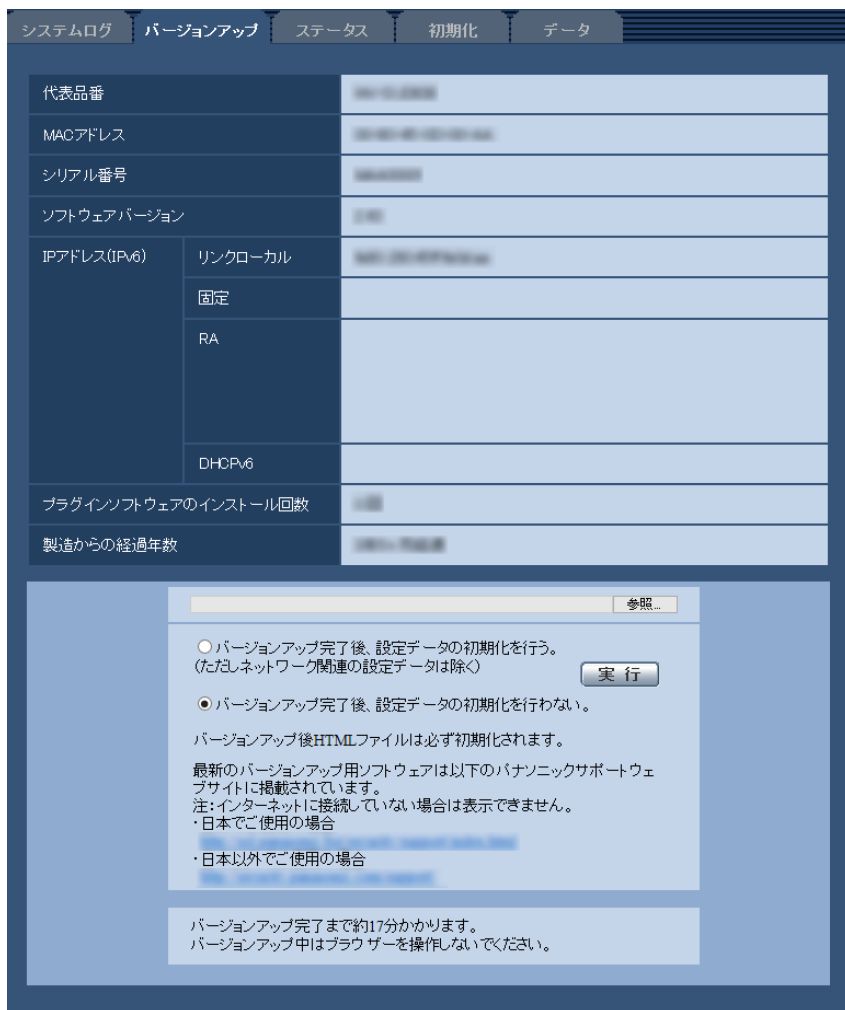 システムログ バージョンアップ ステータス 初期化 データ
代表品番
MACアドレス
シリアル番号
ソフトウェアバージョン
IPアドレス(IPv6) リンクローカル
固定
RA
DHCPv6
プラグインソフトウェアのインストール回数
製造からの経過年数
参照...
バージョンアップ完了後、設定データの初期化を行う。
(ただしネットワーク関連の設定データは除く)
実 行
バージョンアップ完了後、設定データの初期化を行わない。
バージョンアップ後HTMLファイルは必ず初期化されます。
最新のバージョンアップ用ソフトウェアは以下のパナソニックサポートウェ
ブサイトに掲載されています。
注:インターネットに接続していない場合は表示できません。
・日本でご使用の場合
・日本以外でご使用の場合
バージョンアップ完了まで約17分かかります。
バージョンアップ中はブラウザーを操作しないでください。